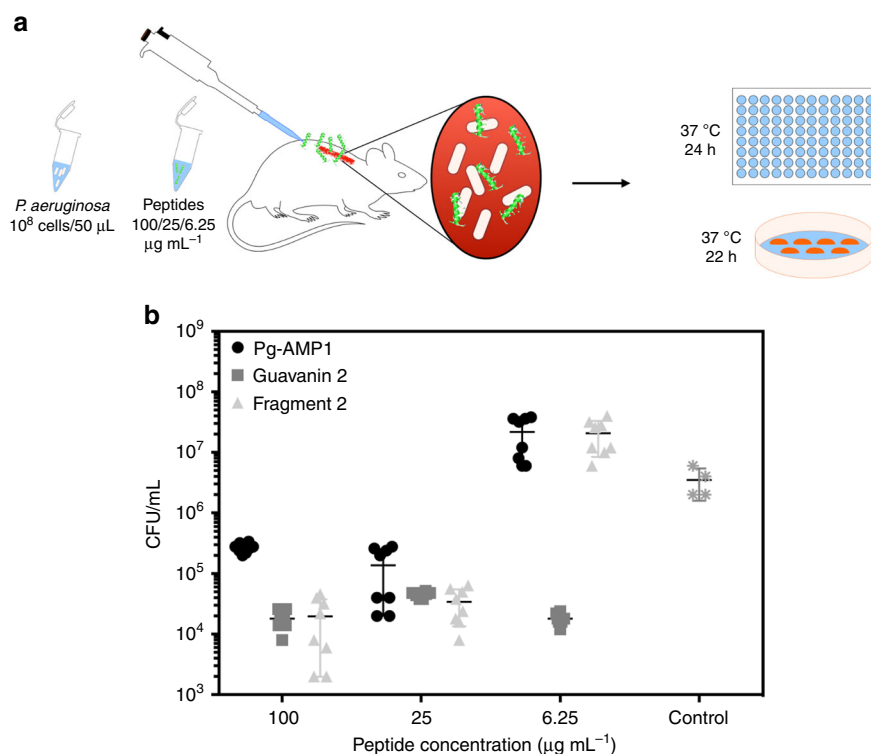 a
P. aeruginosa
10⁸ cells/50 μL
Peptides
100/25/6.25
μg mL⁻¹
37 °C
24 h
37 °C
22 h
b
10⁹
10⁸
10⁷
10⁶
10⁵
10⁴
10³
CFU/mL
Pg-AMP1
Guavanin 2
Fragment 2
100 25 6.25 Control
Peptide concentration (μg mL⁻¹)